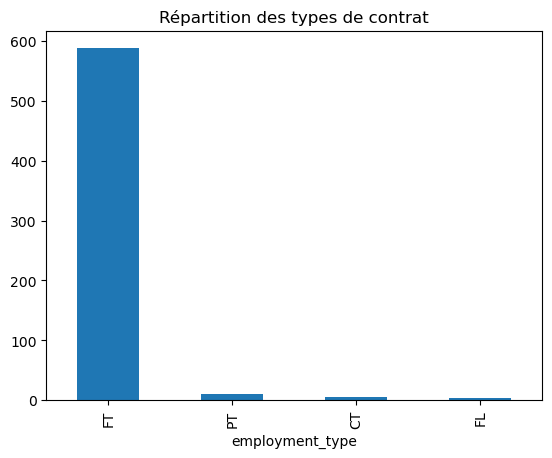 Répartition des types de contrat
600
500
400
300
200
100
0
FT
PT
CT
FL
employment_type